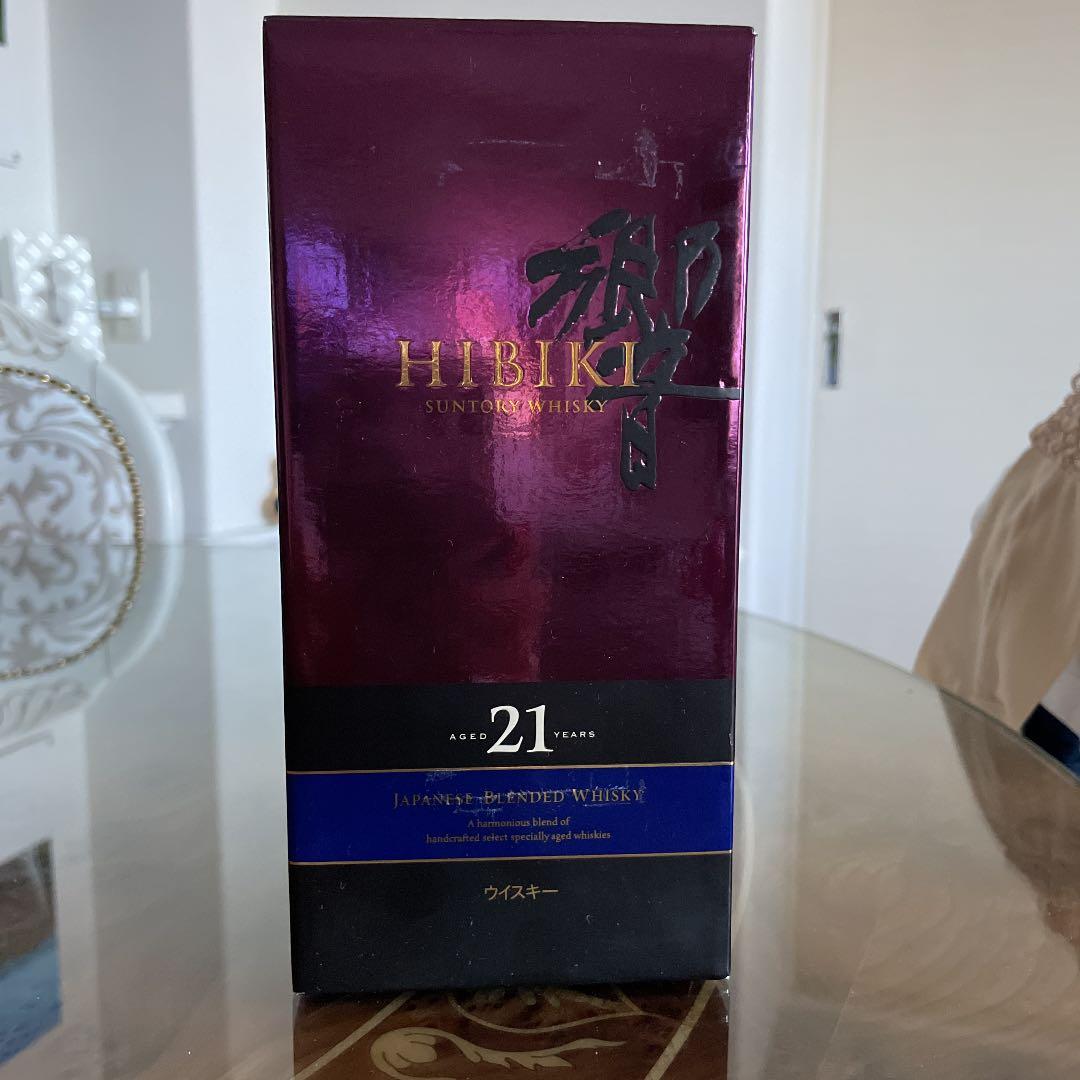 響
HIBIKI
SUNTORY WHISKY
AGED 21 YEARS
JAPANESE BLENDED WHISKY
A harmonious blend of
handcrafted select specially aged whiskies
ウイスキー